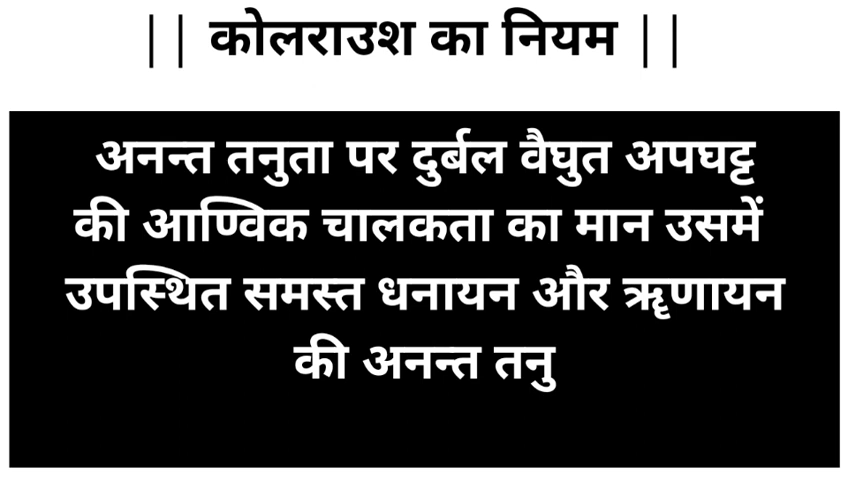 || कोलराउश का नियम ||
अनन्त तनुता पर दुर्बल वैघुत अपघट्ट
की आण्विक चालकता का मान उसमें
उपस्थित समस्त धनायन और ॠणायन
की अनन्त तनु